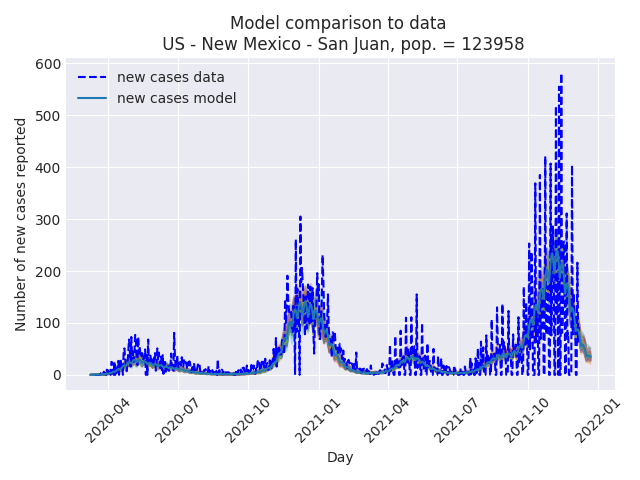 Model comparison to data
US - New Mexico - San Juan, pop. = 123958
new cases data
new cases model
Number of new cases reported
600
500
400
300
200
100
0
2020-04
2020-07
2020-10
2021-01
2021-04
2021-07
2021-10
2022-01
Day